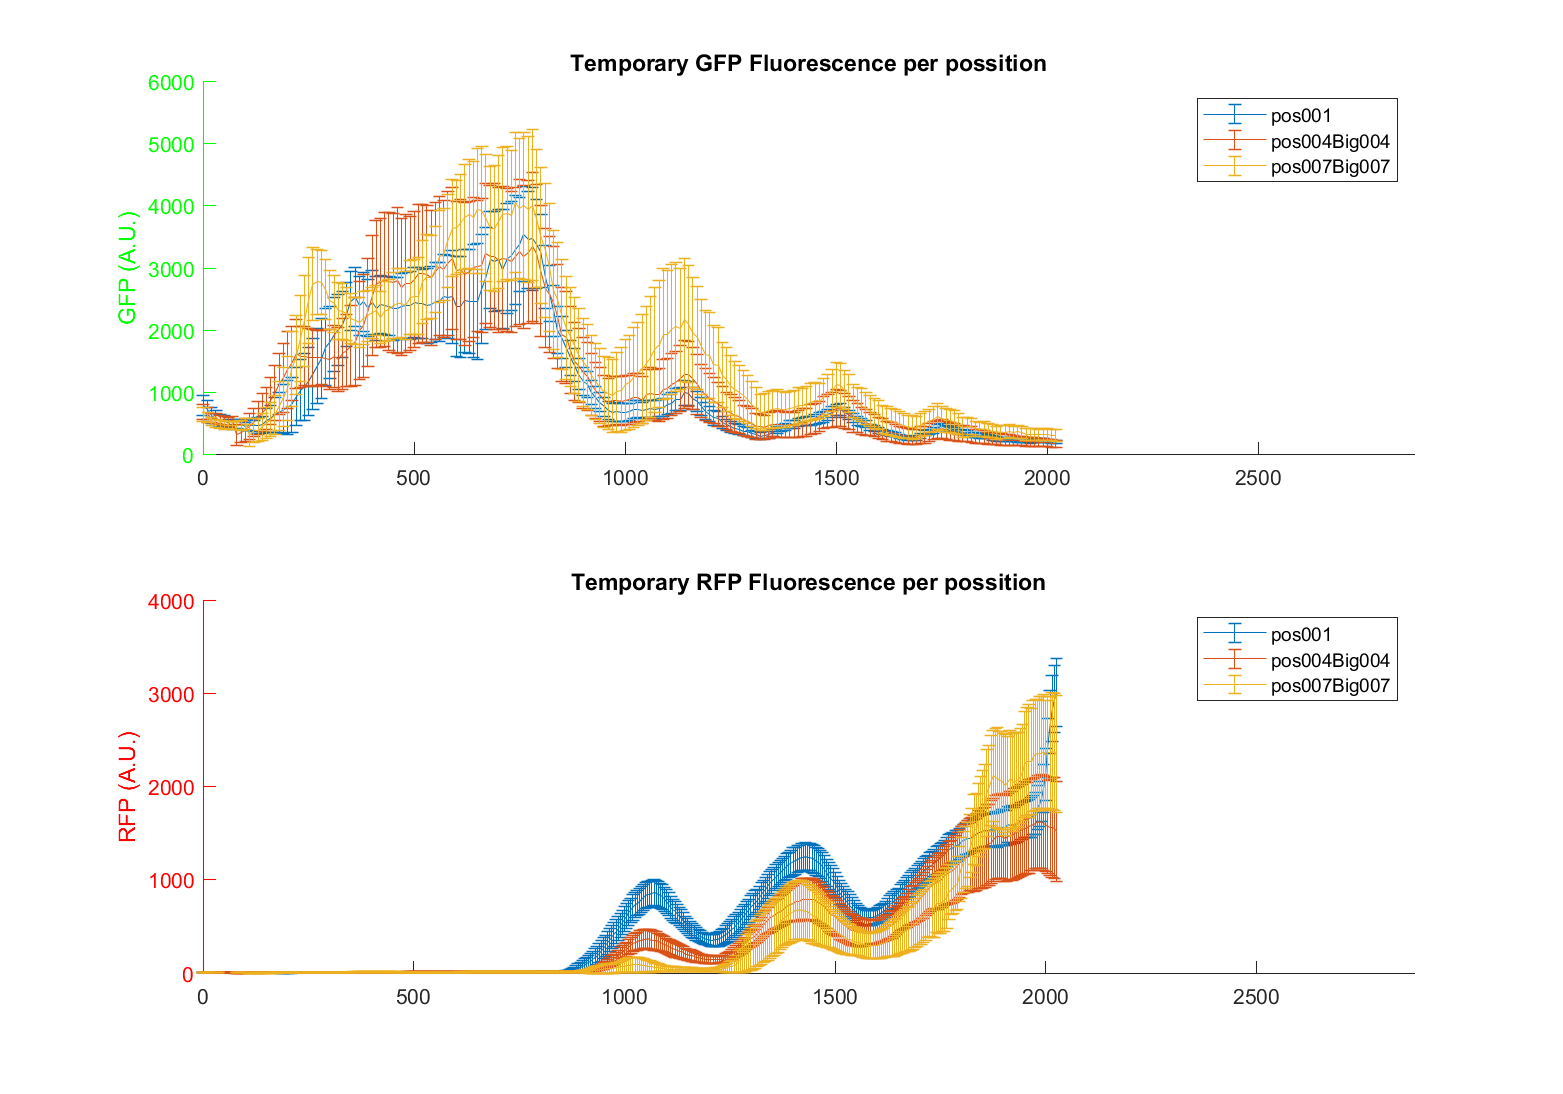 Temporary GFP Fluorescence per possition
GFP (A.U.)
6000
5000
4000
3000
2000
1000
0
0 500 1000 1500 2000 2500
pos001
pos004Big004
pos007Big007
Temporary RFP Fluorescence per possition
RFP (A.U.)
4000
3000
2000
1000
0
0 500 1000 1500 2000 2500
pos001
pos004Big004
pos007Big007